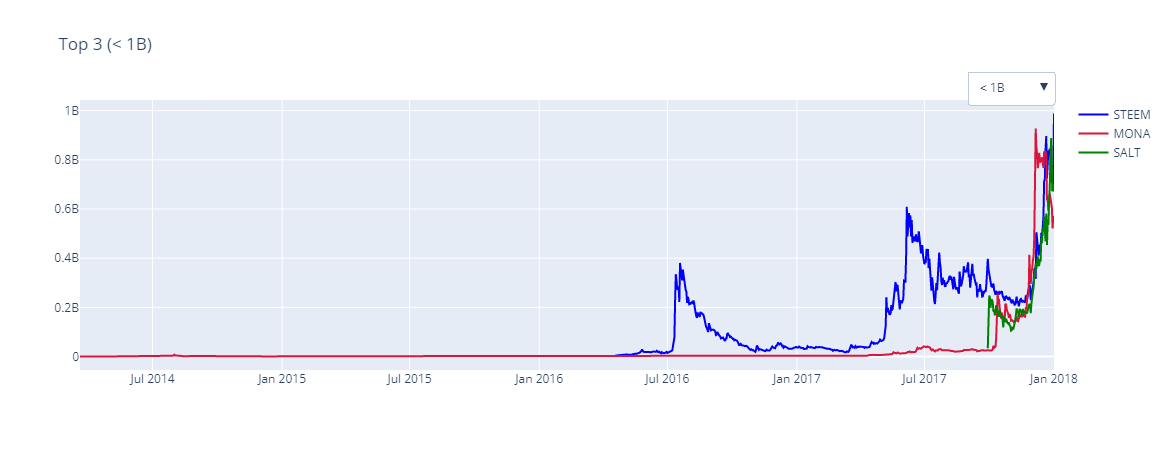 Top 3 (< 1B)
< 1B ▼
1B
0.8B
0.6B
0.4B
0.2B
0
Jul 2014 Jan 2015 Jul 2015 Jan 2016 Jul 2016 Jan 2017 Jul 2017 Jan 2018
STEEM
MONA
SALT